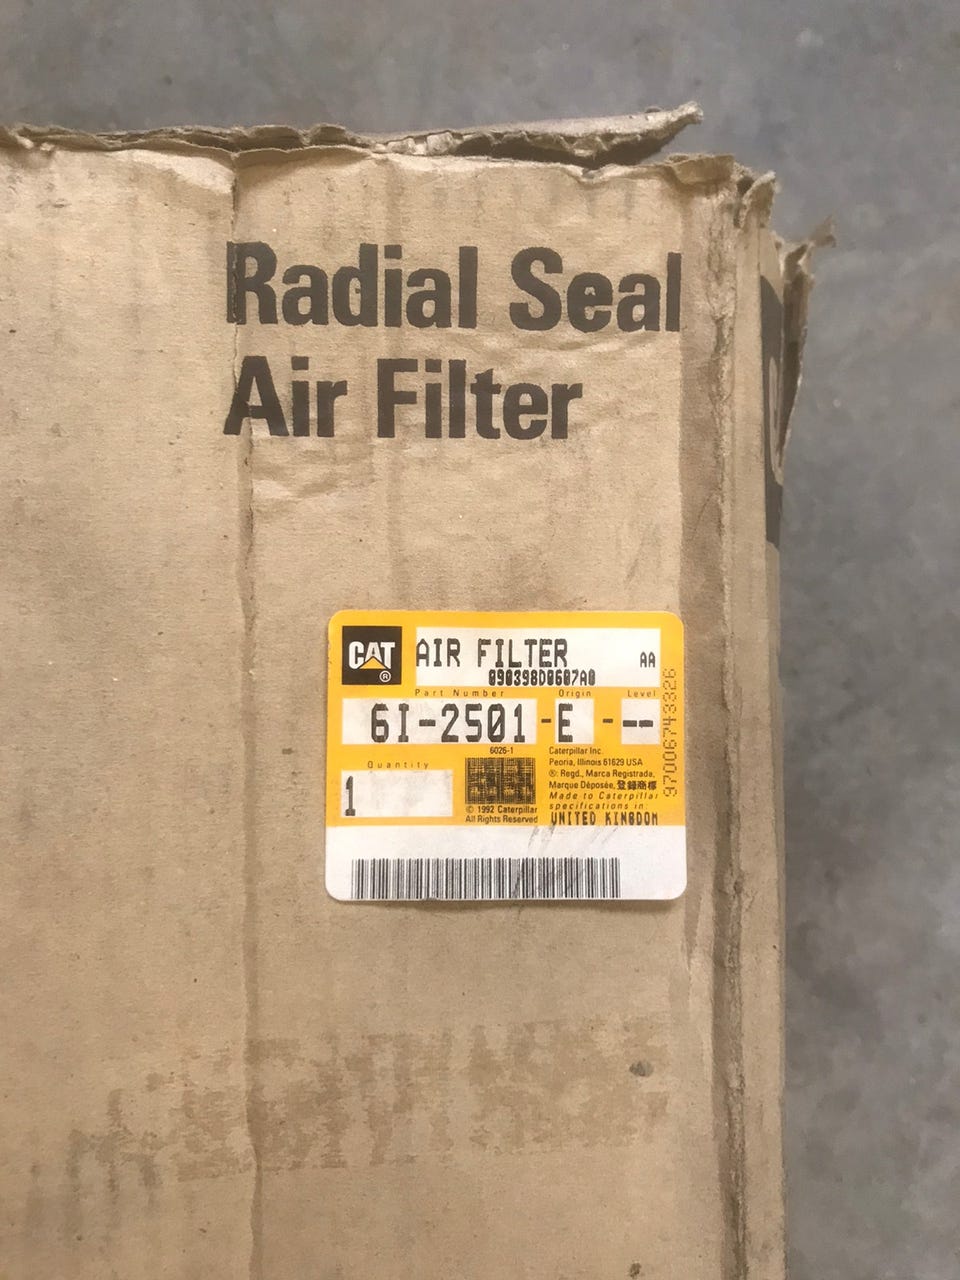 Radial Seal
Air Filter
CAT®
AIR FILTER AA
090398D0607A0
Part Number Origin Level
6I-2501 -E - --
6026-1
Quantity
1
Caterpillar Inc.
Peoria, Illinois 61629 USA
®: Regd., Marca Registrada,
Marque Déposée, 登録商標
Made to Caterpillar
specifications in:
UNITED KINGDOM
© 1992 Caterpillar
All Rights Reserved
97006743326